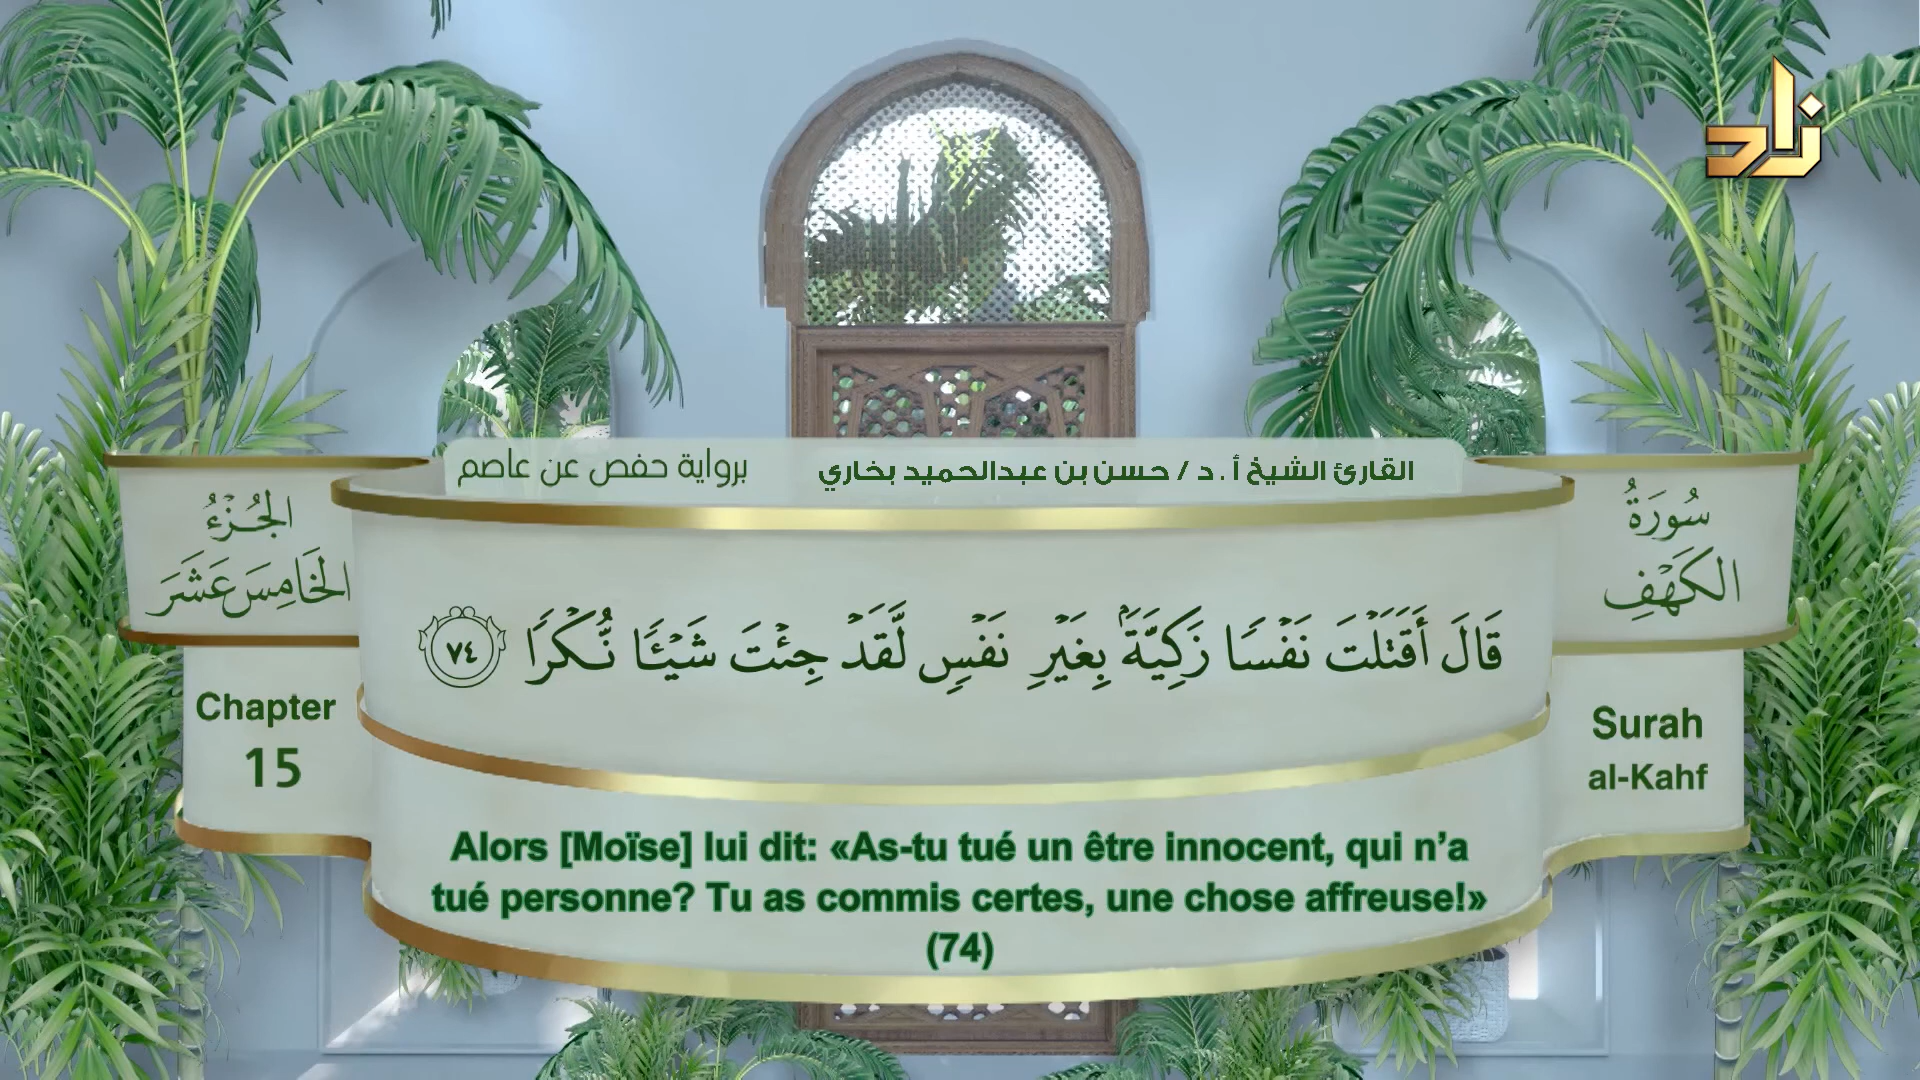 زاد
القارئ الشيخ أ . د / حسن بن عبدالحميد بخاري
برواية حفص عن عاصم
سُورَةُ
الكَهْفِ
الجُزْءُ
الخَامِسَ عَشَرَ
قَالَ أَقَتَلْتَ نَفْسًا زَكِيَّةَۢ بِغَيْرِ نَفْسٍ لَّقَدْ جِئْتَ شَيْـًٔا نُّكْرًا ٧٤
Surah
al-Kahf
Chapter
15
Alors [Moïse] lui dit: «As-tu tué un être innocent, qui n’a
tué personne? Tu as commis certes, une chose affreuse!»
(74)